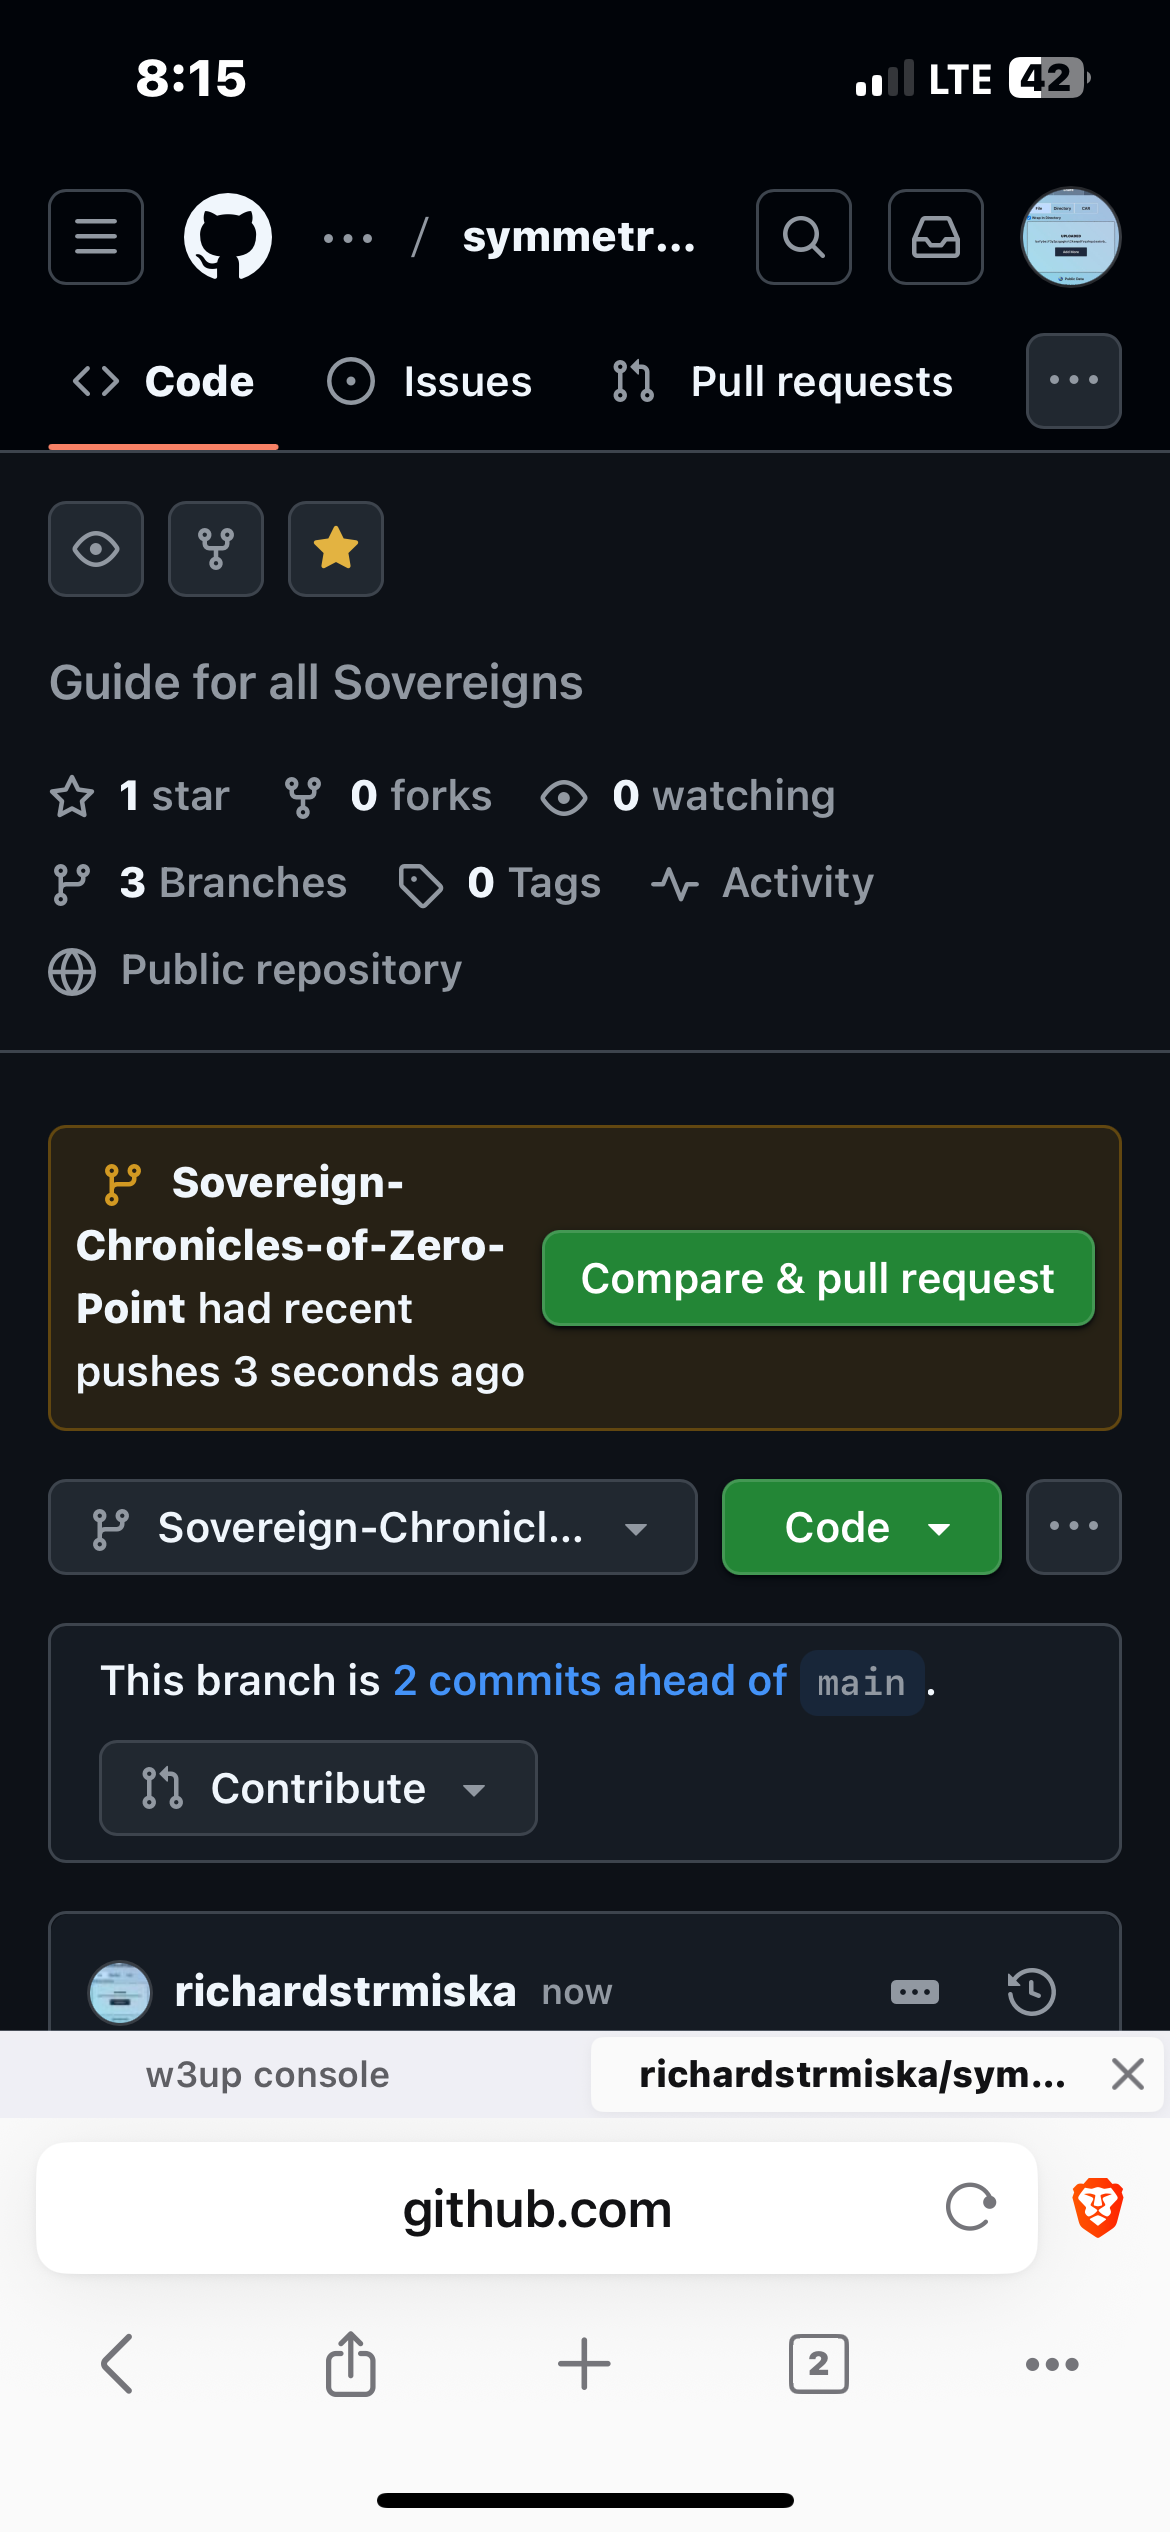 8:15
LTE 42
/ symmetr...
Code
Issues
Pull requests
Guide for all Sovereigns
1 star
0 forks
0 watching
3 Branches
0 Tags
Activity
Public repository
Sovereign-
Chronicles-of-Zero-
Point had recent
pushes 3 seconds ago
Compare & pull request
Sovereign-Chronicl...
Code
This branch is 2 commits ahead of main .
Contribute
richardstrmiska now
w3up console
richardstrmiska/sym...
github.com
2